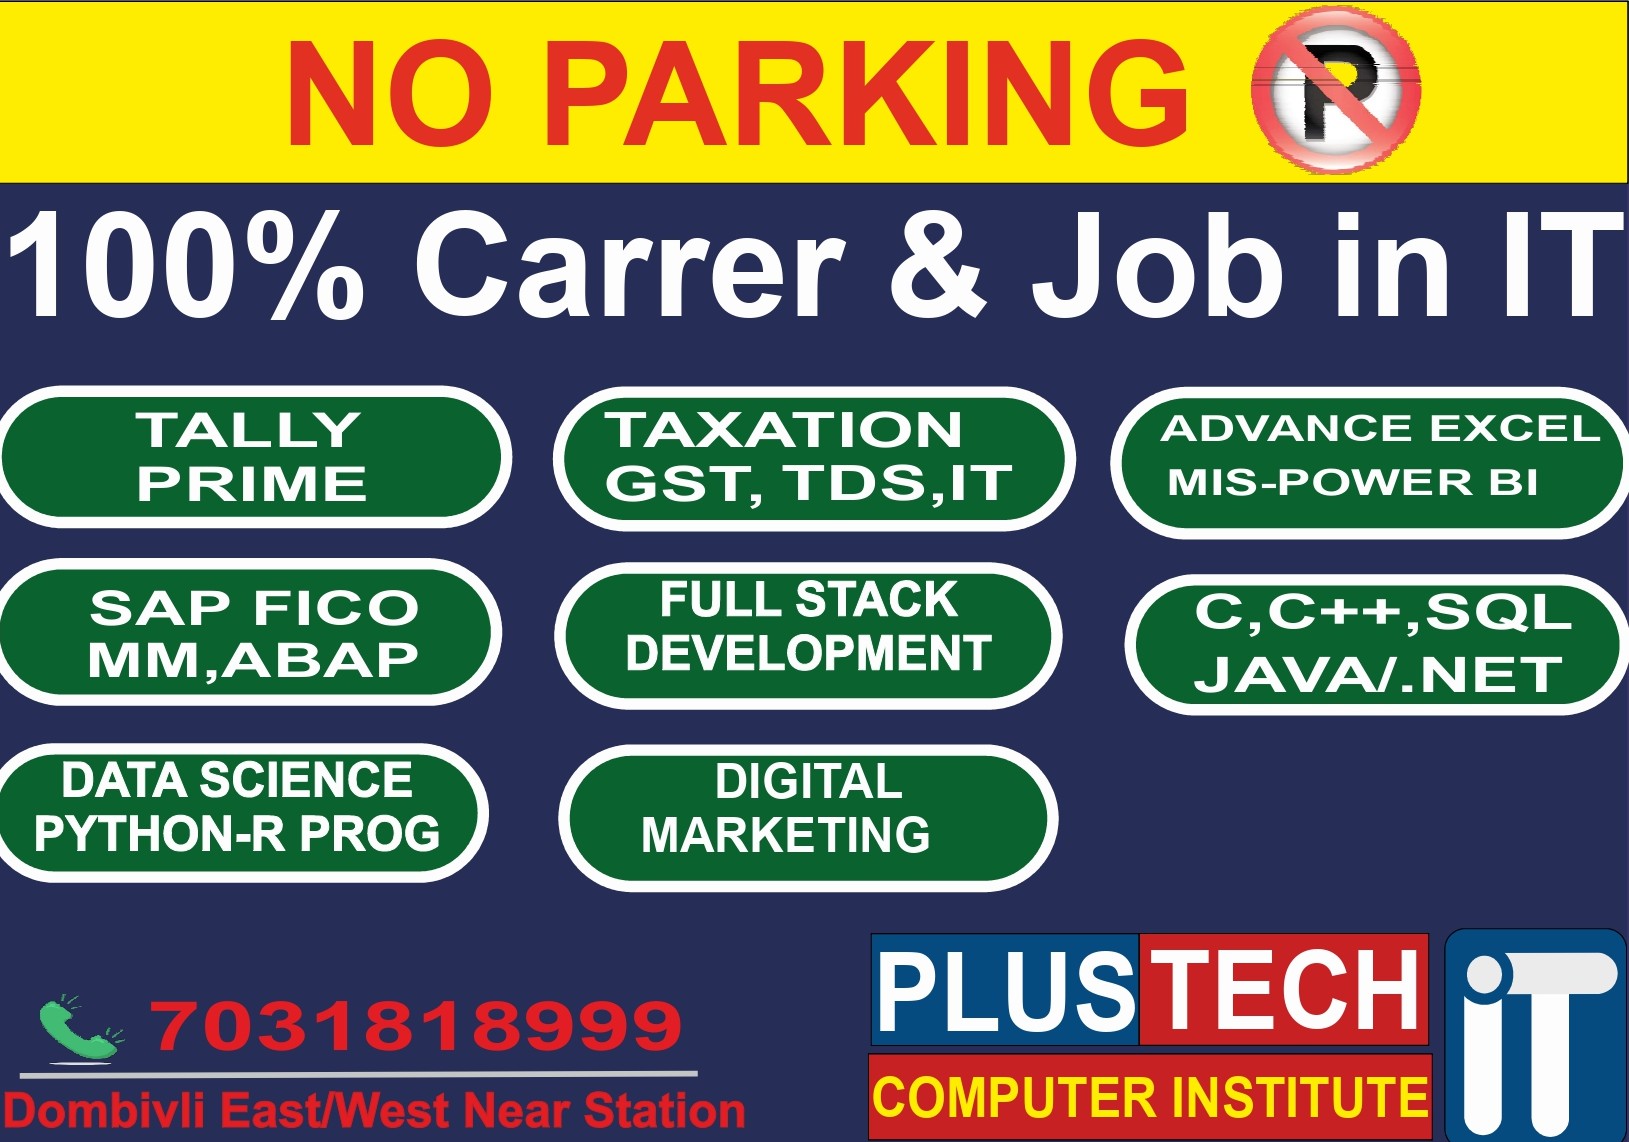 NO PARKING P
100% Carrer & Job in IT
TALLY
PRIME
TAXATION
GST, TDS,IT
ADVANCE EXCEL
MIS-POWER BI
SAP FICO
MM,ABAP
FULL STACK
DEVELOPMENT
C,C++,SQL
JAVA/.NET
DATA SCIENCE
PYTHON-R PROG
DIGITAL
MARKETING
7031818999
Dombivli East/West Near Station
PLUSTECH
COMPUTER INSTITUTE
iT